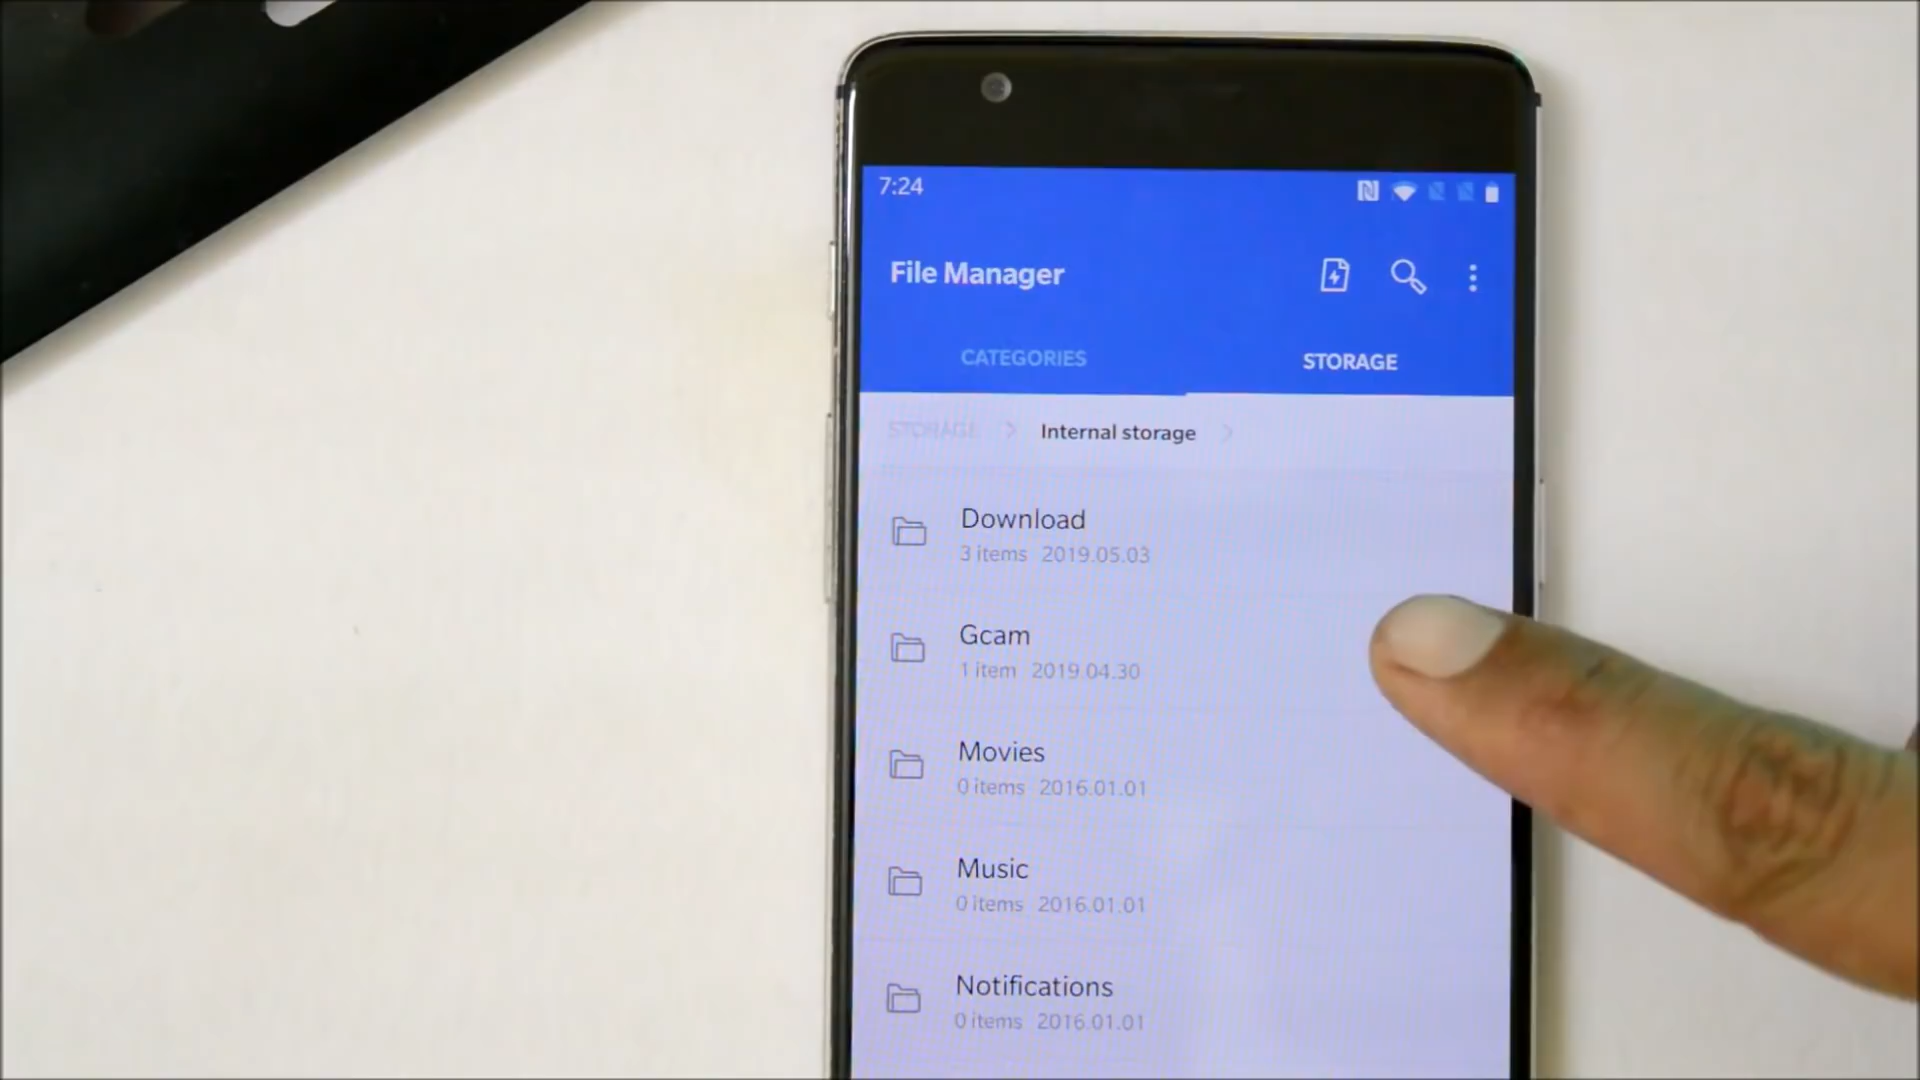 7:24
File Manager
CATEGORIES
STORAGE
STORAGE
Internal storage
Download
3 items 2019.05.03
Gcam
1 item 2019.04.30
Movies
0 items 2016.01.01
Music
0 items 2016.01.01
Notifications
0 items 2016.01.01